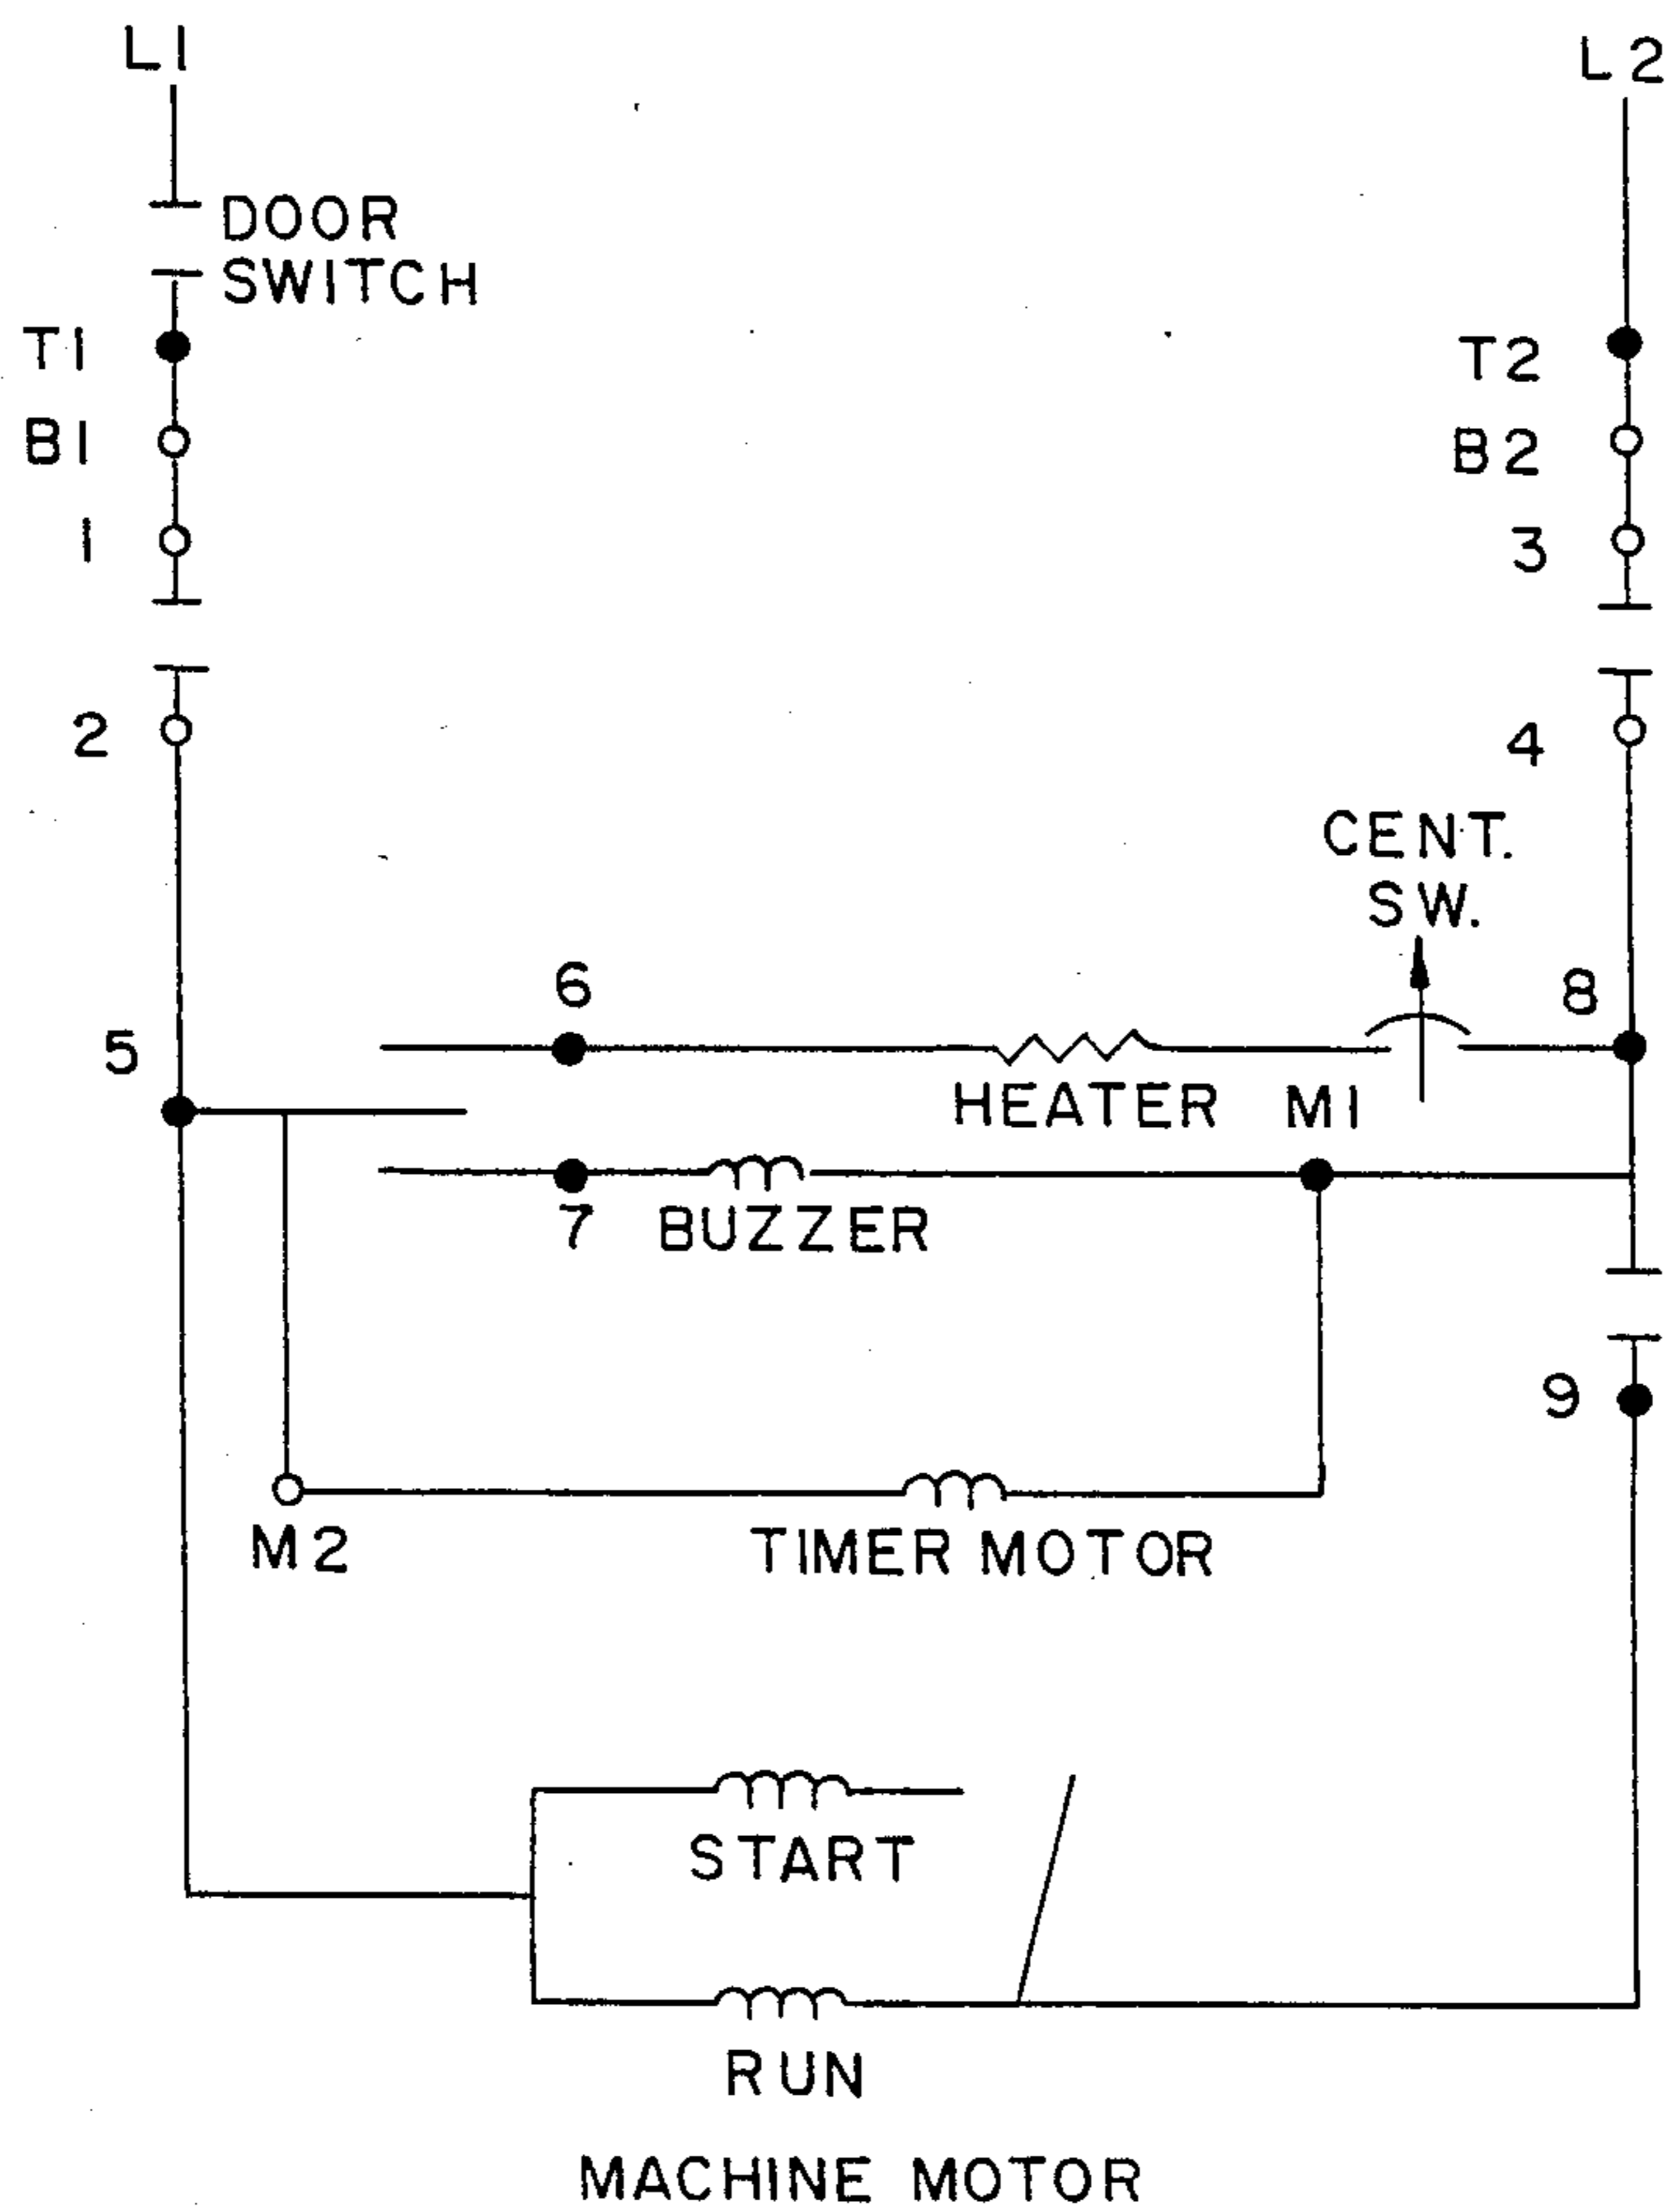 L1
L2
DOOR
SWITCH
T1
T2
B1
B2
1
3
2
4
CENT.
SW.
6
8
5
HEATER
M1
7
BUZZER
9
M2
TIMER MOTOR
START
RUN
MACHINE MOTOR